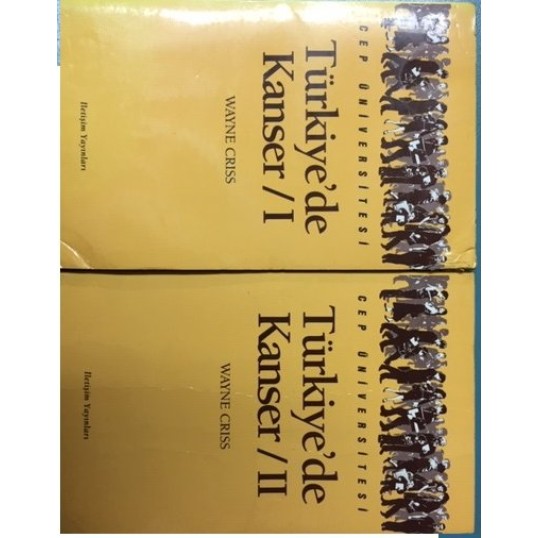 CEP ÜNİVERSİTESİ
Türkiye'de
Kanser / I
WAYNE CRISS
İletişim Yayınları
CEP ÜNİVERSİTESİ
Türkiye'de
Kanser / II
WAYNE CRISS
İletişim Yayınları